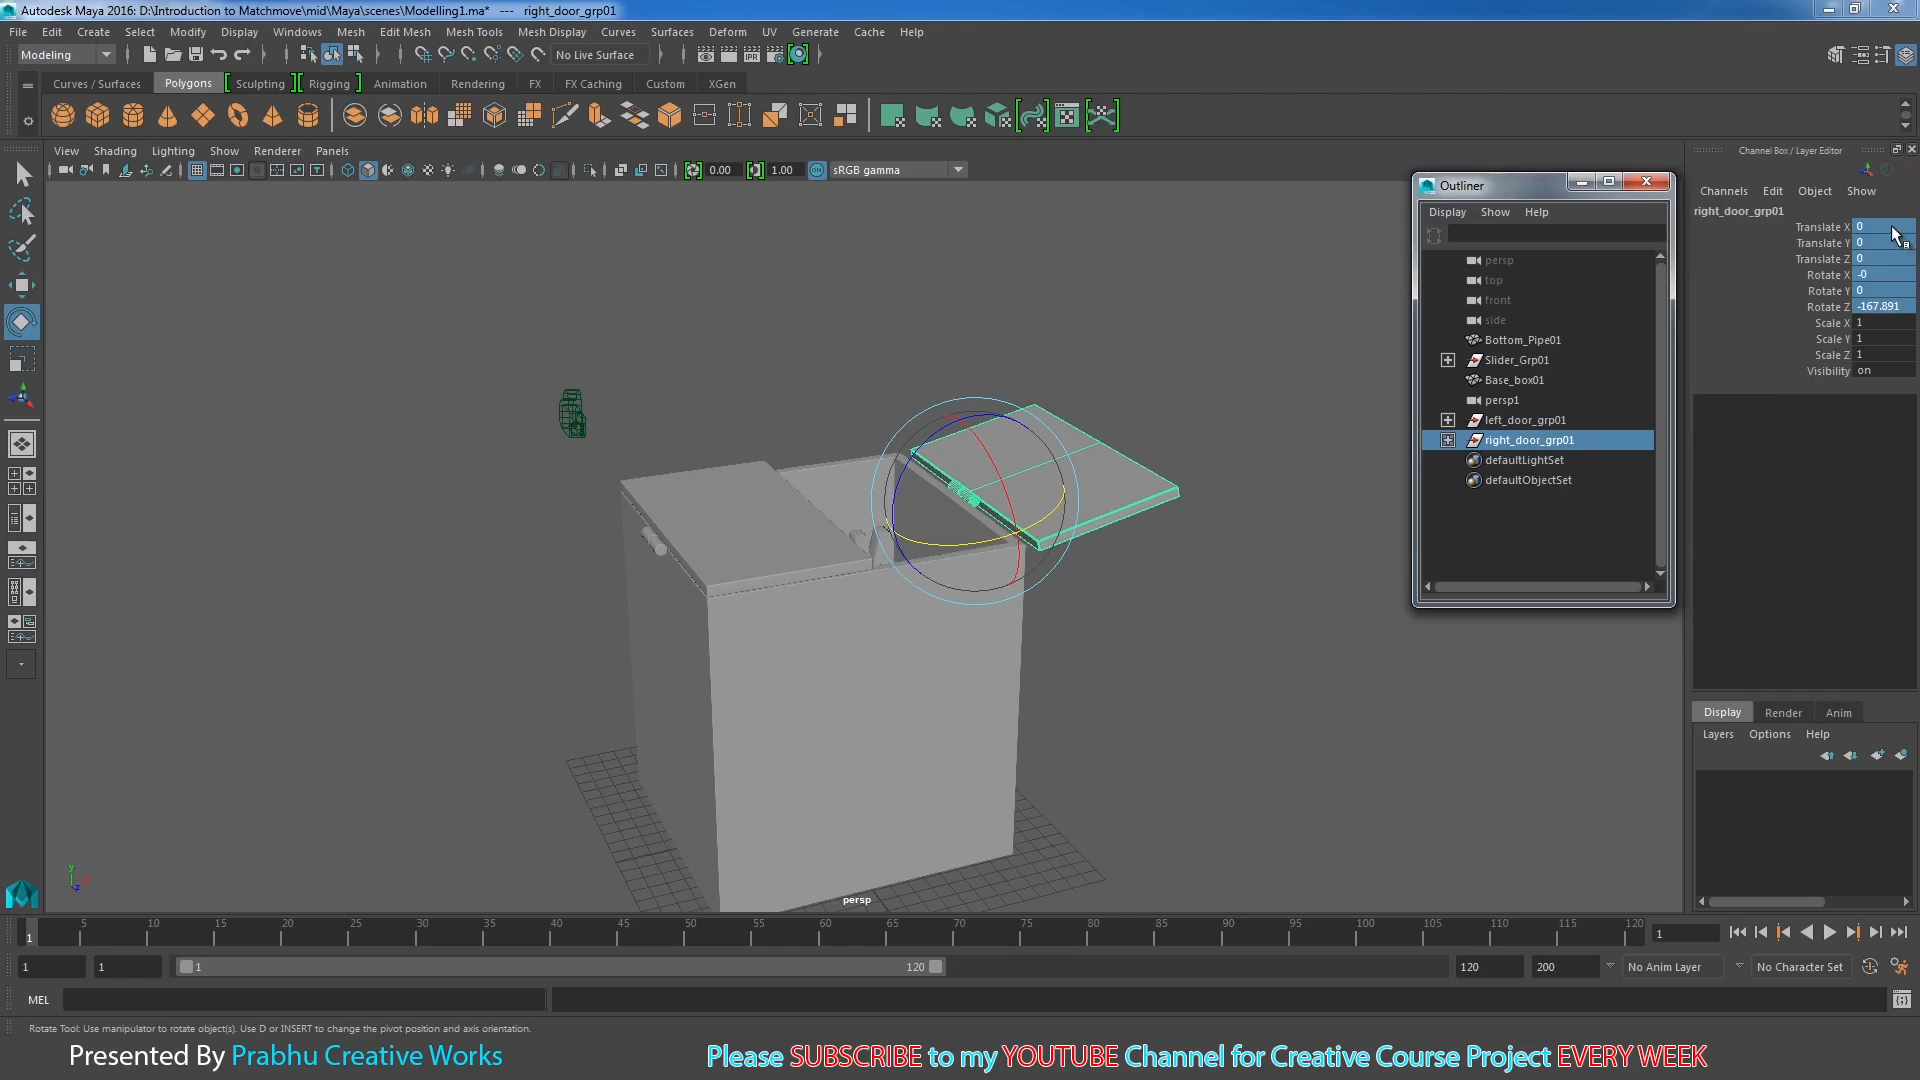 Autodesk Maya 2016: D:\Introduction to Matchmove\mid\Maya\scenes\Modelling1.ma* --- right_door_grp01
File Edit Create Select Modify Display Windows Mesh Edit Mesh Mesh Tools Mesh Display Curves Surfaces Deform UV Generate Cache Help
Modeling No Live Surface
Curves / Surfaces Polygons Sculpting Rigging Animation Rendering FX FX Caching Custom XGen
View Shading Lighting Show Renderer Panels
0.00 1.00 sRGB gamma
Outliner
Display Show Help
persp
top
front
side
Bottom_Pipe01
Slider_Grp01
Base_box01
persp1
left_door_grp01
right_door_grp01
defaultLightSet
defaultObjectSet
Channel Box / Layer Editor
Channels Edit Object Show
right_door_grp01
Translate X 0
Translate Y 0
Translate Z 0
Rotate X -0
Rotate Y 0
Rotate Z -167.891
Scale X 1
Scale Y 1
Scale Z 1
Visibility on
Display Render Anim
Layers Options Help
persp
1 5 10 15 20 25 30 35 40 45 50 55 60 65 70 75 80 85 90 95 100 105 110 115 120 1
1 1 1 120 120 200 No Anim Layer No Character Set
MEL
Rotate Tool: Use manipulator to rotate object(s). Use D or INSERT to change the pivot position and axis orientation.
Presented By Prabhu Creative Works Please SUBSCRIBE to my YOUTUBE Channel for Creative Course Project EVERY WEEK